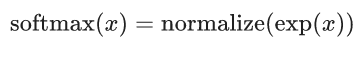 softmax(x) = normalize(exp(x))